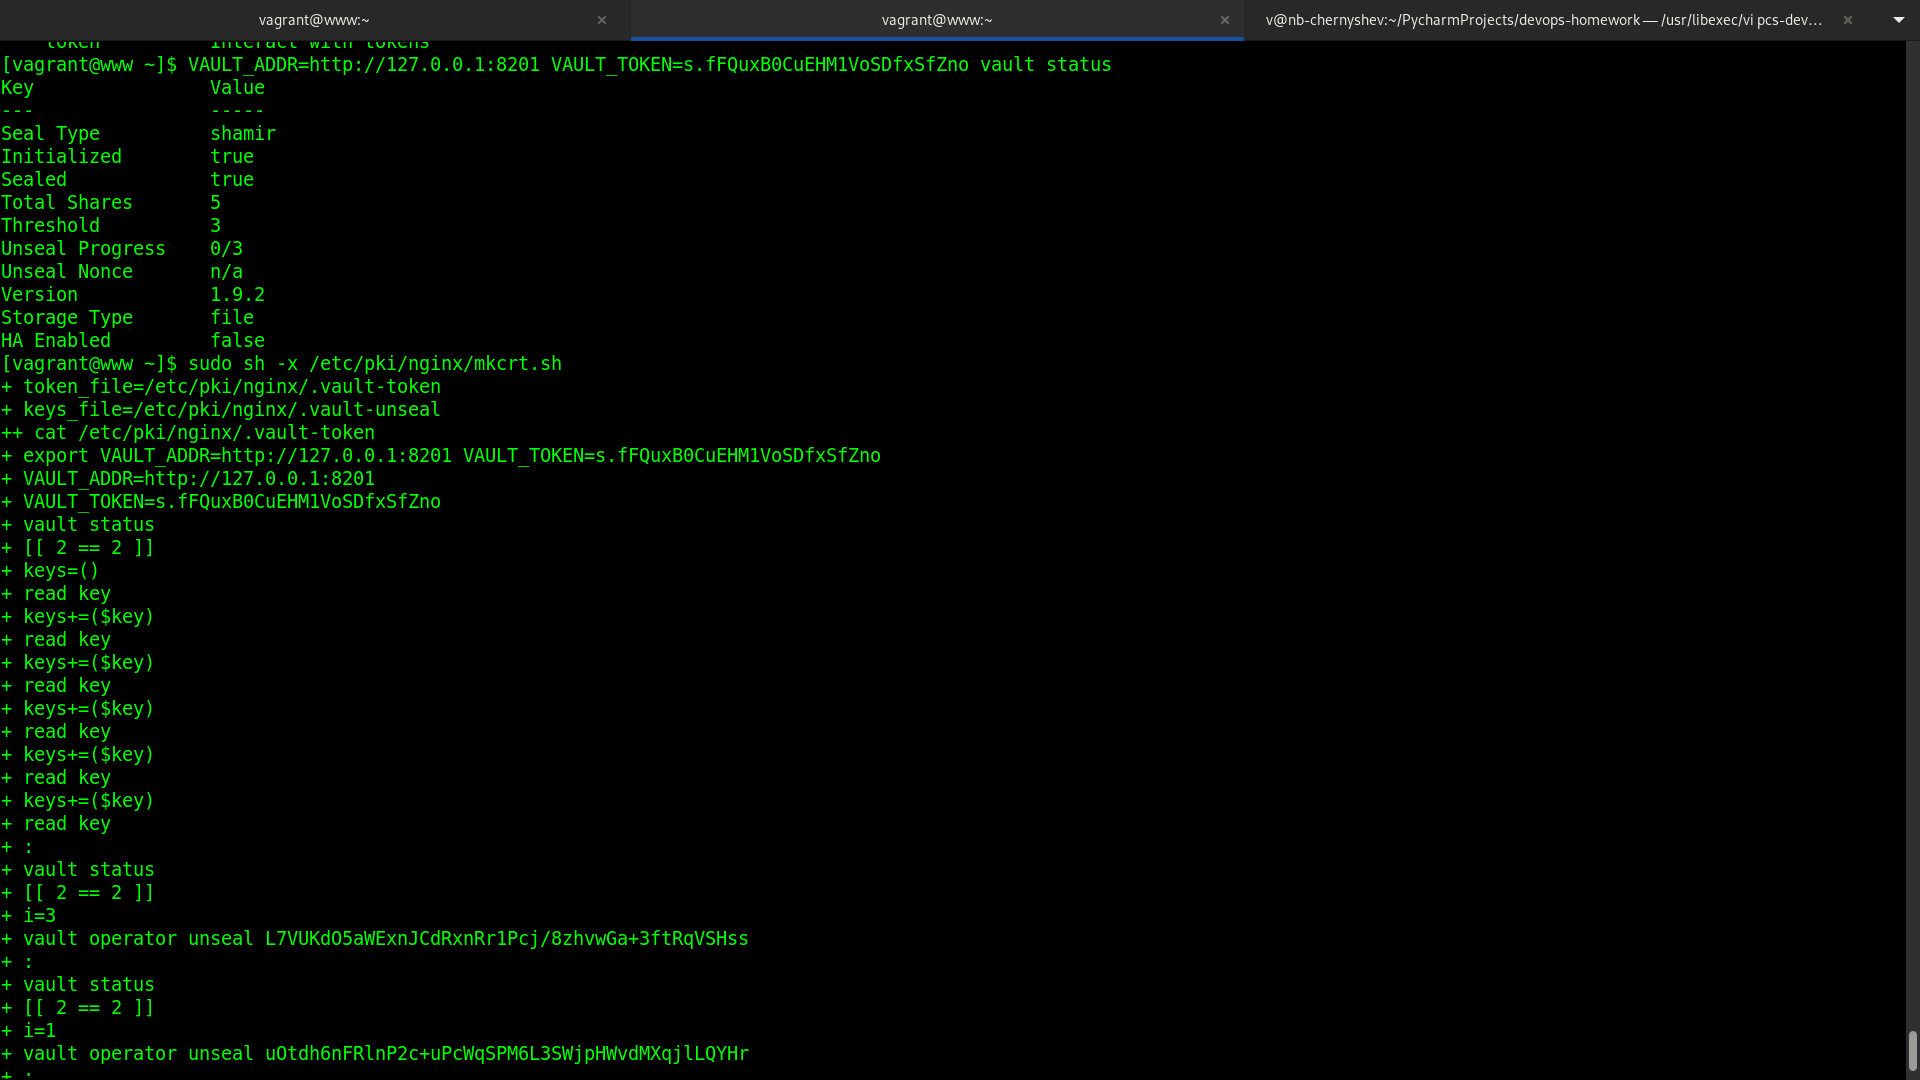 vagrant@www:~
vagrant@www:~
v@nb-chernyshev:~/PycharmProjects/devops-homework — /usr/libexec/vi pcs-dev…
token          Interact with tokens
[vagrant@www ~]$ VAULT_ADDR=http://127.0.0.1:8201 VAULT_TOKEN=s.fFQuxB0CuEHM1VoSDfxSfZno vault status
Key                Value
---                -----
Seal Type          shamir
Initialized        true
Sealed             true
Total Shares       5
Threshold          3
Unseal Progress    0/3
Unseal Nonce       n/a
Version            1.9.2
Storage Type       file
HA Enabled         false
[vagrant@www ~]$ sudo sh -x /etc/pki/nginx/mkcrt.sh
+ token_file=/etc/pki/nginx/.vault-token
+ keys_file=/etc/pki/nginx/.vault-unseal
++ cat /etc/pki/nginx/.vault-token
+ export VAULT_ADDR=http://127.0.0.1:8201 VAULT_TOKEN=s.fFQuxB0CuEHM1VoSDfxSfZno
+ VAULT_ADDR=http://127.0.0.1:8201
+ VAULT_TOKEN=s.fFQuxB0CuEHM1VoSDfxSfZno
+ vault status
+ [[ 2 == 2 ]]
+ keys=()
+ read key
+ keys+=($key)
+ read key
+ keys+=($key)
+ read key
+ keys+=($key)
+ read key
+ keys+=($key)
+ read key
+ keys+=($key)
+ read key
+ :
+ vault status
+ [[ 2 == 2 ]]
+ i=3
+ vault operator unseal L7VUKdO5aWExnJCdRxnRr1Pcj/8zhvwGa+3ftRqVSHss
+ :
+ vault status
+ [[ 2 == 2 ]]
+ i=1
+ vault operator unseal uOtdh6nFRlnP2c+uPcWqSPM6L3SWjpHWvdMXqjlLQYHr
+ :